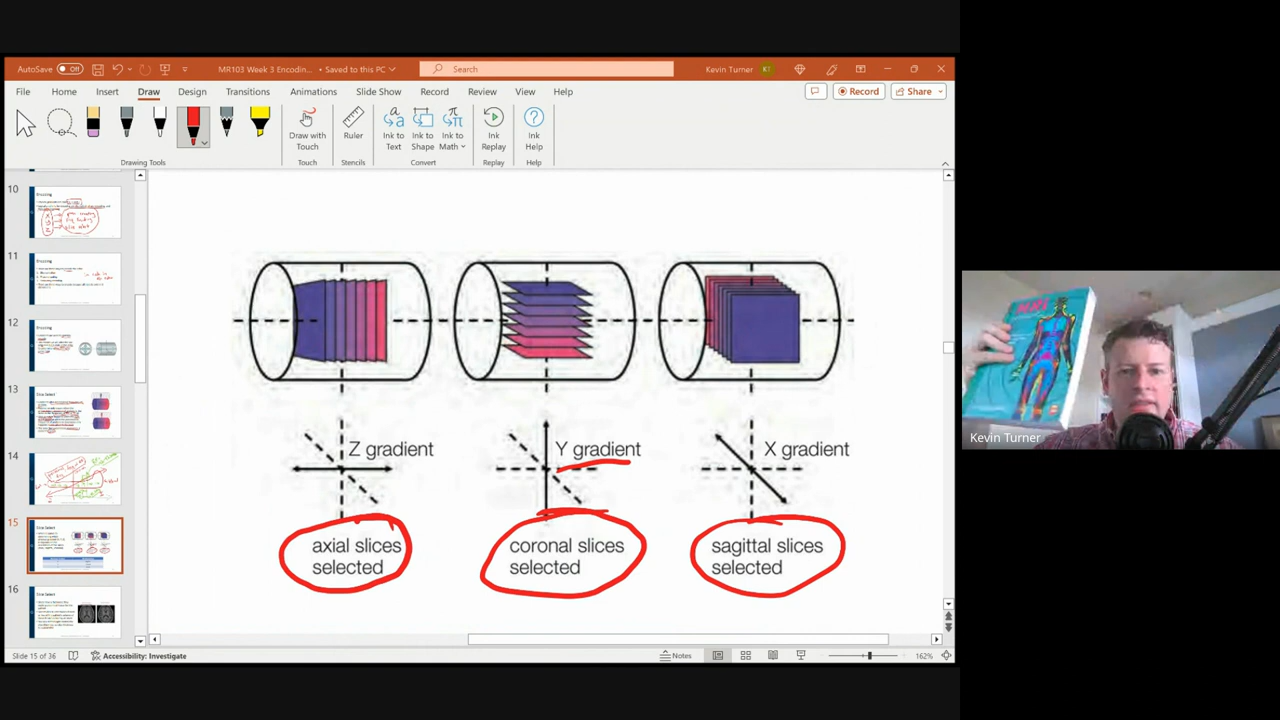 AutoSave
Off
MR103 Week 3 Encodin... • Saved to this PC
Search
Kevin Turner
KT
File Home Insert Draw Design Transitions Animations Slide Show Record Review View Help
Record
Share
Draw with
Touch
Ruler
Ink to
Text
Ink to
Shape
Ink to
Math
Ink
Replay
Ink
Help
Drawing Tools
Touch
Stencils
Convert
Replay
Help
10
11
12
13
14
15
16
Z gradient
Y gradient
X gradient
axial slices
selected
coronal slices
selected
sagittal slices
selected
MRI
Kevin Turner
Slide 15 of 36
Accessibility: Investigate
Notes
162%